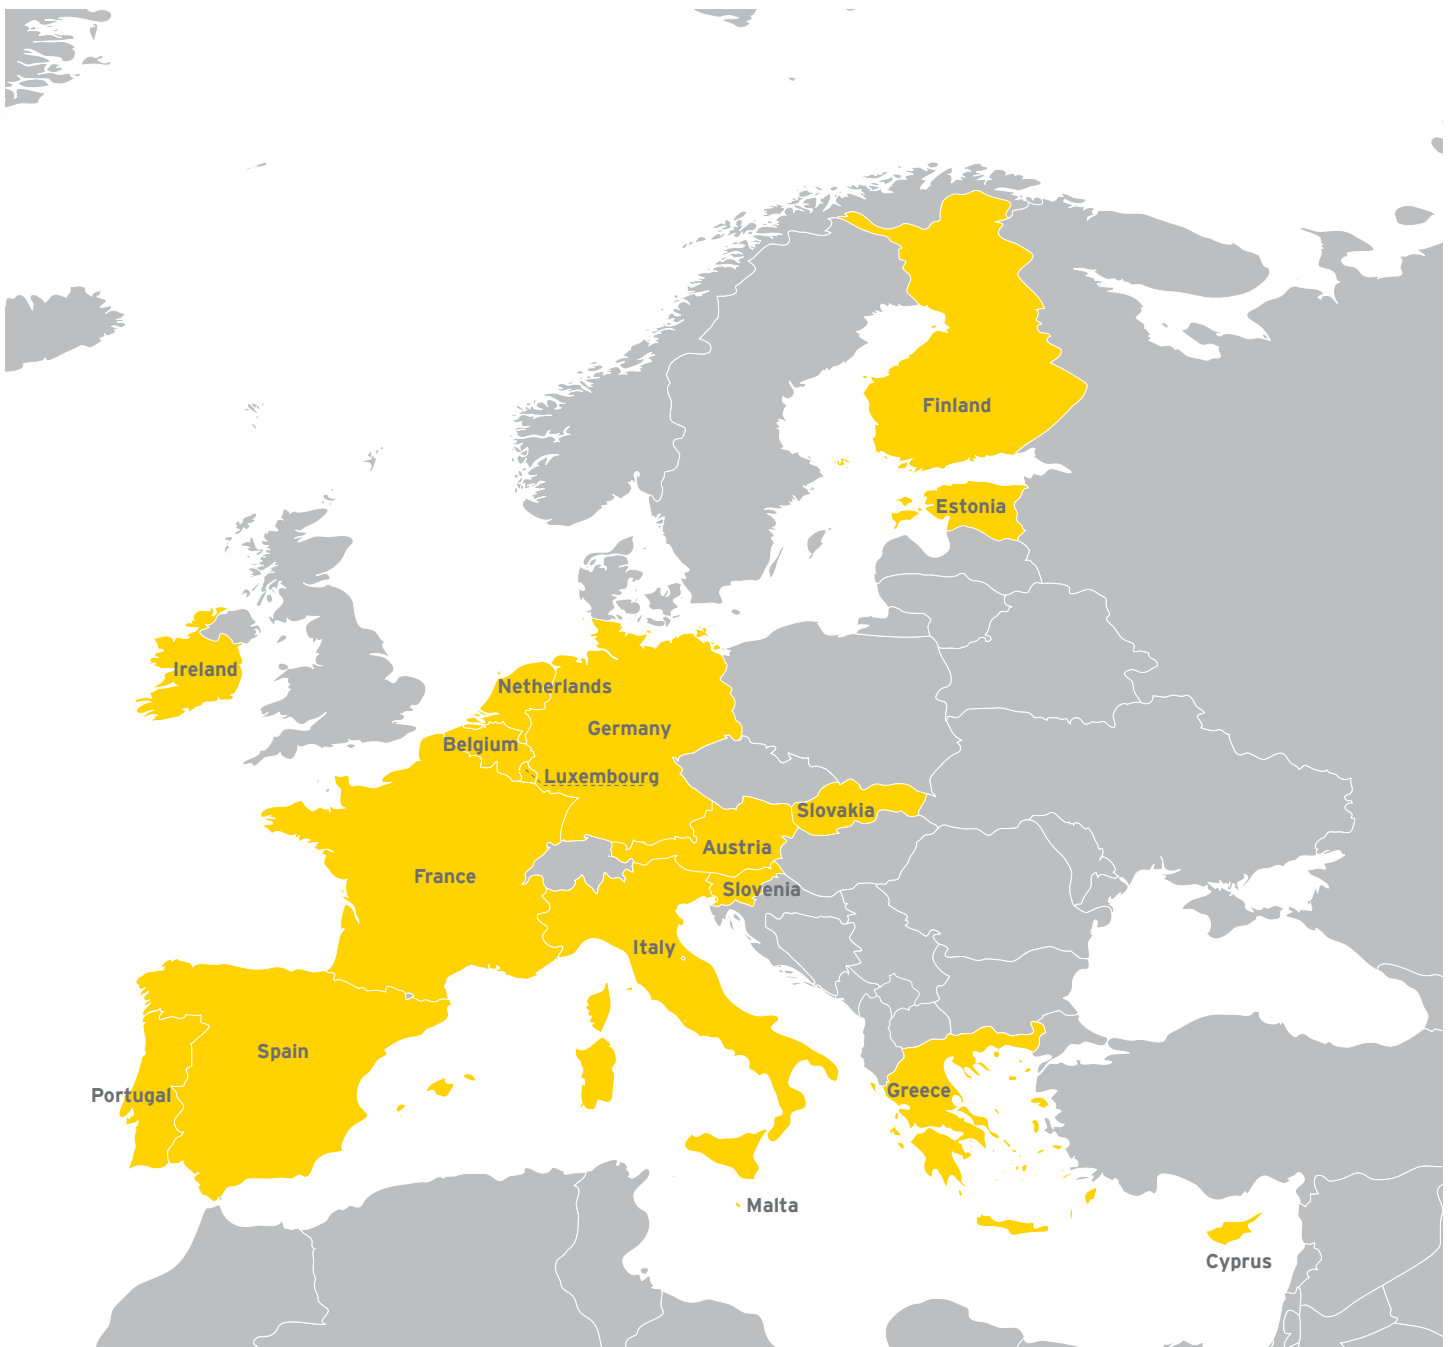 Finland
Estonia
Ireland
Netherlands
Germany
Belgium
Luxembourg
Slovakia
Austria
France
Slovenia
Italy
Spain
Portugal
Greece
Malta
Cyprus